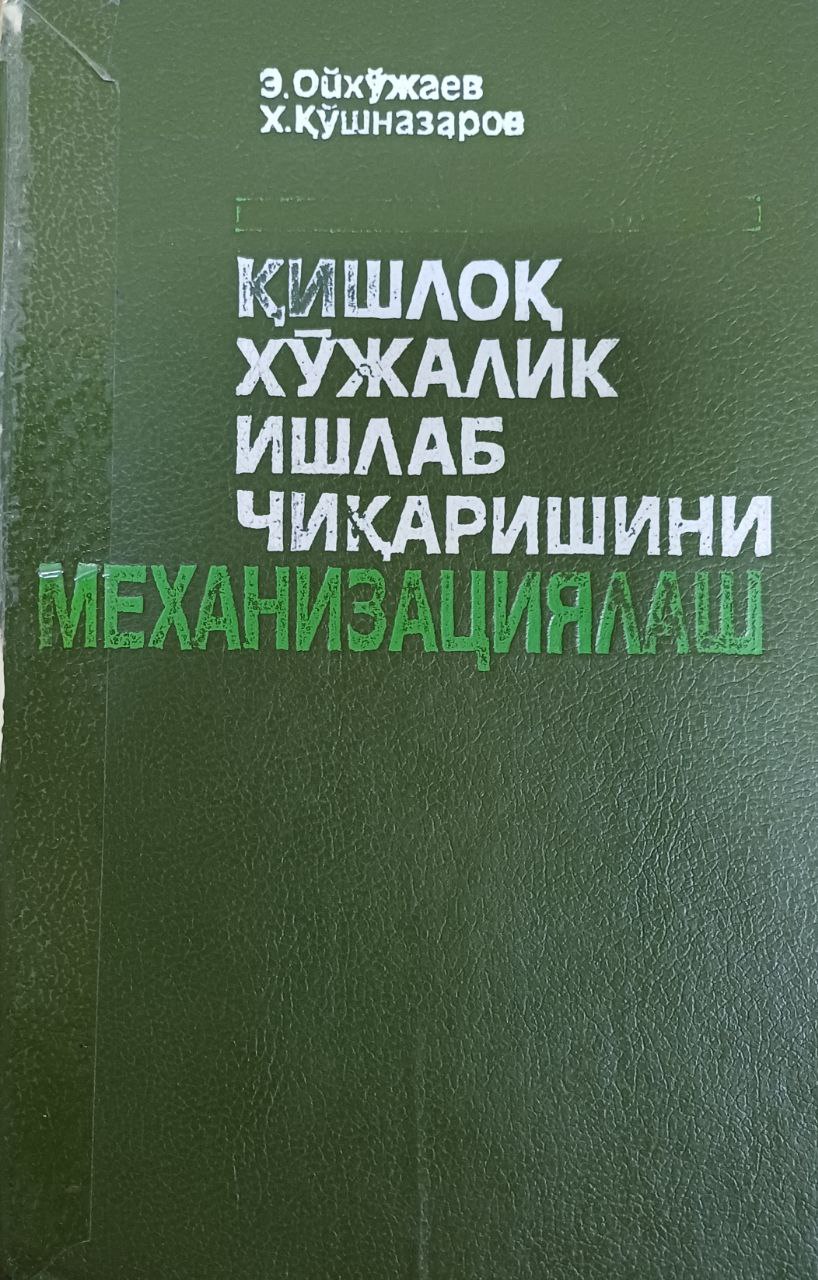 Э.Ойхўжаев
Х.Қўшназаров
ҚИШЛОҚ
ХЎЖАЛИК
ИШЛАБ
ЧИҚАРИШИНИ
МЕХАНИЗАЦИЯЛАШ